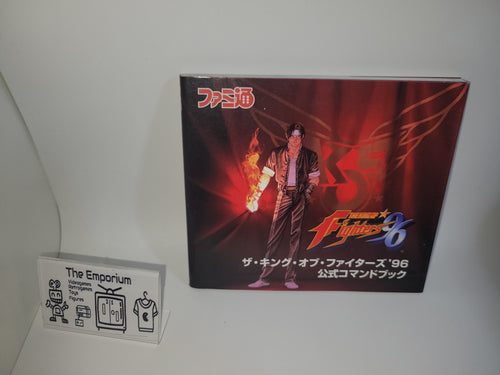 ファミ通
THE KING OF
Fighters '96
ザ・キング・オブ・ファイターズ'96
公式コマンドブック
The Emporium
Videogames
Retrogames
Toys
Figures